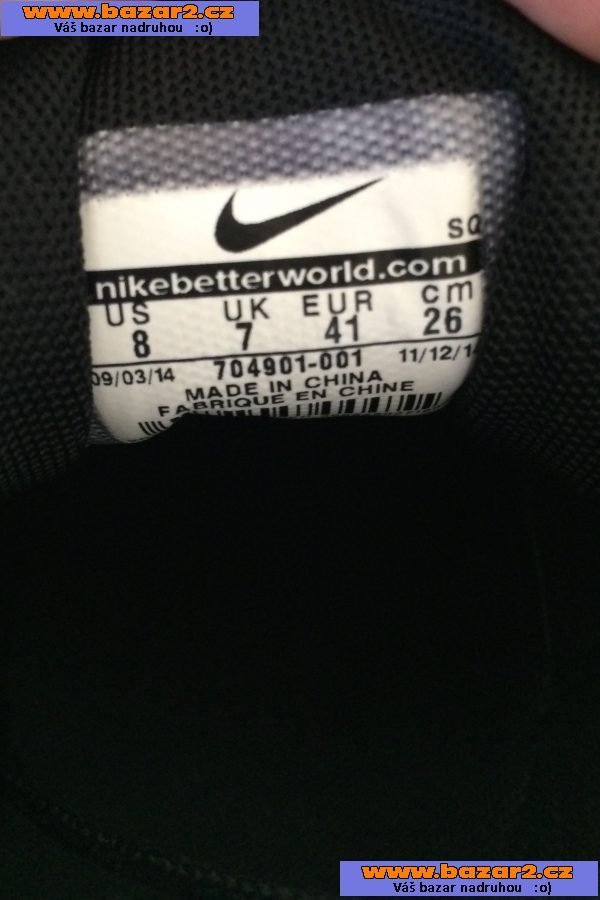 www.bazar2.cz
Váš bazar nadruhou :o)
SQ
nikebetterworld.com
US UK EUR cm
8 7 41 26
09/03/14 704901-001 11/12/14
MADE IN CHINA
FABRIQUE EN CHINE
www.bazar2.cz
Váš bazar nadruhou :o)